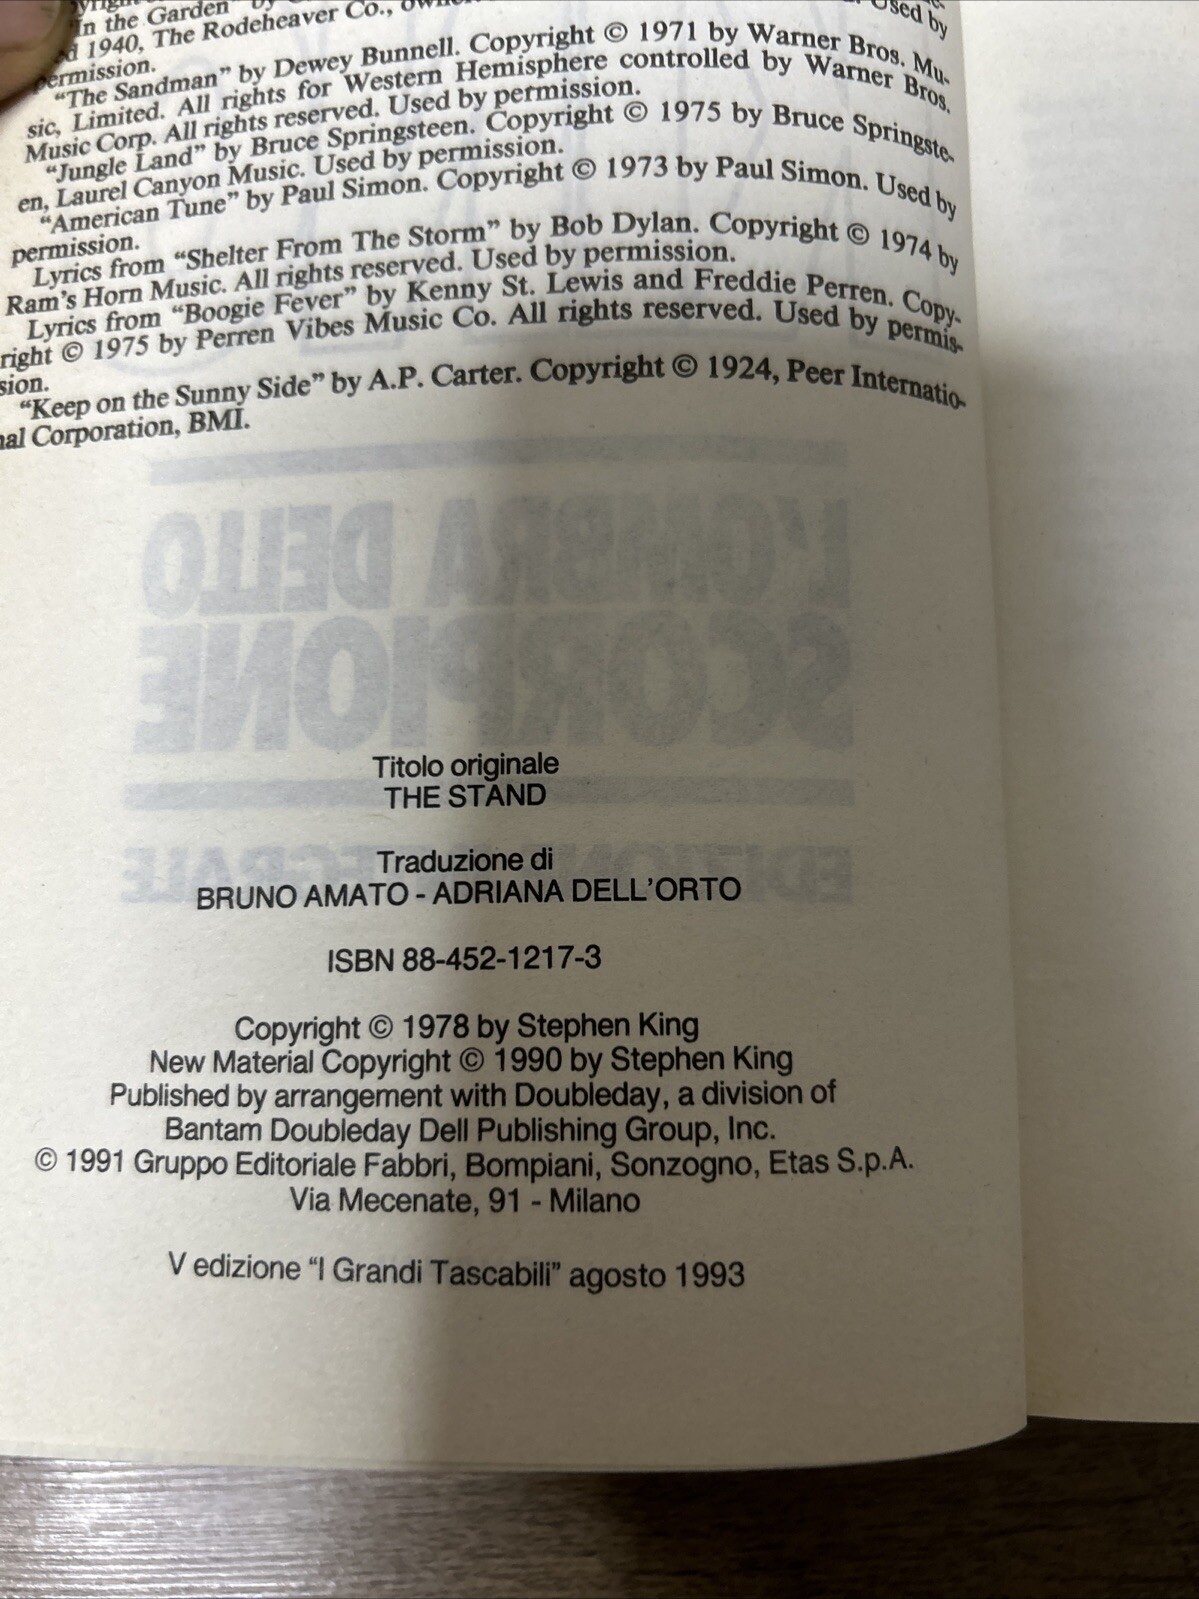 in the Garden" by
1940, The Rodeheaver Co.,
Used by
permission.
"The Sandman" by Dewey Bunnell. Copyright © 1971 by Warner Bros. Mu-
sic, Limited. All rights for Western Hemisphere controlled by Warner Bros.
Music Corp. All rights reserved. Used by permission.
"Jungle Land" by Bruce Springsteen. Copyright © 1975 by Bruce Springste-
en, Laurel Canyon Music. Used by permission.
"American Tune" by Paul Simon. Copyright © 1973 by Paul Simon. Used by
permission.
Lyrics from "Shelter From The Storm" by Bob Dylan. Copyright © 1974 by
Ram's Horn Music. All rights reserved. Used by permission.
Lyrics from "Boogie Fever" by Kenny St. Lewis and Freddie Perren. Copy-
right © 1975 by Perren Vibes Music Co. All rights reserved. Used by permis-
sion.
"Keep on the Sunny Side" by A.P. Carter. Copyright © 1924, Peer Internatio-
nal Corporation, BMI.
L'OMBRA DELLO
SCORPIONE
Titolo originale
THE STAND
EDIZIONE INTEGRALE
Traduzione di
BRUNO AMATO - ADRIANA DELL'ORTO
ISBN 88-452-1217-3
Copyright © 1978 by Stephen King
New Material Copyright © 1990 by Stephen King
Published by arrangement with Doubleday, a division of
Bantam Doubleday Dell Publishing Group, Inc.
© 1991 Gruppo Editoriale Fabbri, Bompiani, Sonzogno, Etas S.p.A.
Via Mecenate, 91 - Milano
V edizione "I Grandi Tascabili" agosto 1993